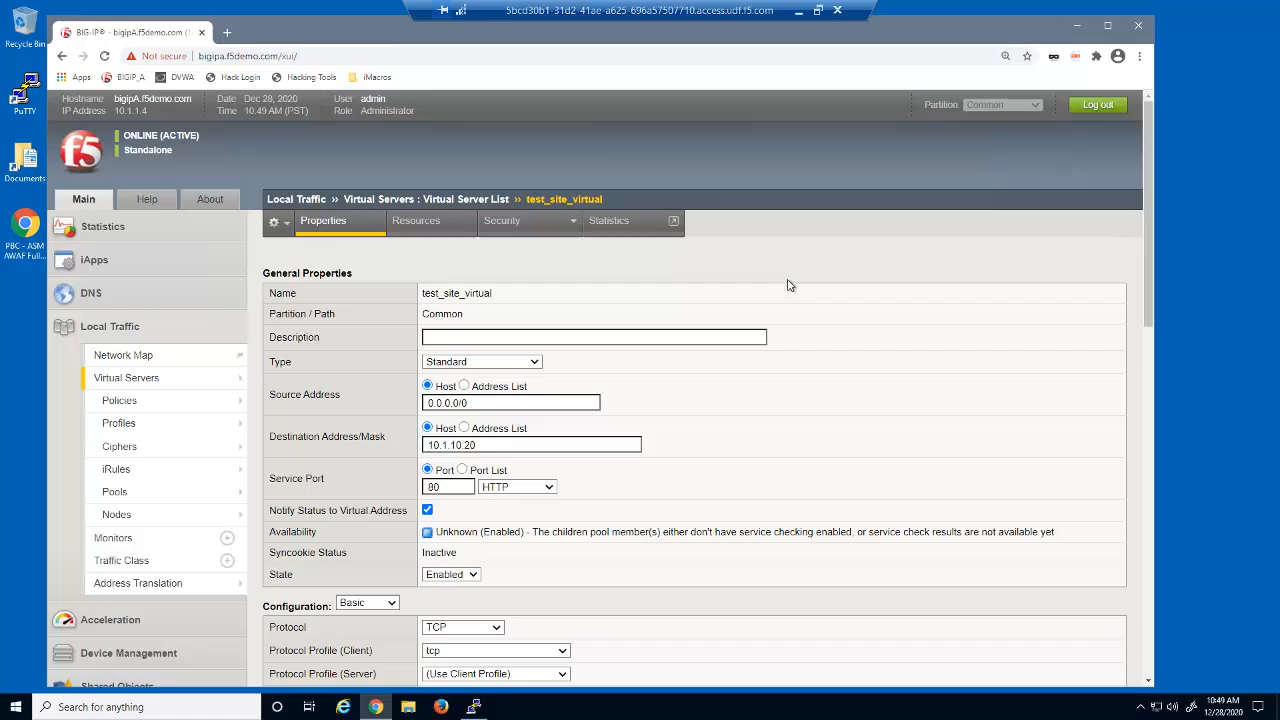 5bcd30b1-31d2-41ae-a625-696a57507710.access.udf.f5.com
Recycle Bin
PuTTY
Documents
PBC - ASM
AWAF Full...
BIG-IP® - bigipA.f5demo.com (1
Not secure | bigipa.f5demo.com/xui/
Apps BIGIP_A DVWA Hack Login Hacking Tools iMacros
Hostname bigipA.f5demo.com Date Dec 28, 2020 User admin
IP Address 10.1.1.4 Time 10:49 AM (PST) Role Administrator
Partition: Common Log out
f5
ONLINE (ACTIVE)
Standalone
Main Help About
Local Traffic ›› Virtual Servers : Virtual Server List ›› test_site_virtual
Properties Resources Security Statistics
Statistics
iApps
DNS
Local Traffic
Network Map
Virtual Servers
Policies
Profiles
Ciphers
iRules
Pools
Nodes
Monitors
Traffic Class
Address Translation
Acceleration
Device Management
Shared Objects
General Properties
Name test_site_virtual
Partition / Path Common
Description
Type Standard
Source Address Host Address List
0.0.0.0/0
Destination Address/Mask Host Address List
10.1.10.20
Service Port Port Port List
80 HTTP
Notify Status to Virtual Address
Availability Unknown (Enabled) - The children pool member(s) either don't have service checking enabled, or service check results are not available yet
Syncookie Status Inactive
State Enabled
Configuration: Basic
Protocol TCP
Protocol Profile (Client) tcp
Protocol Profile (Server) (Use Client Profile)
Search for anything
10:49 AM
12/28/2020